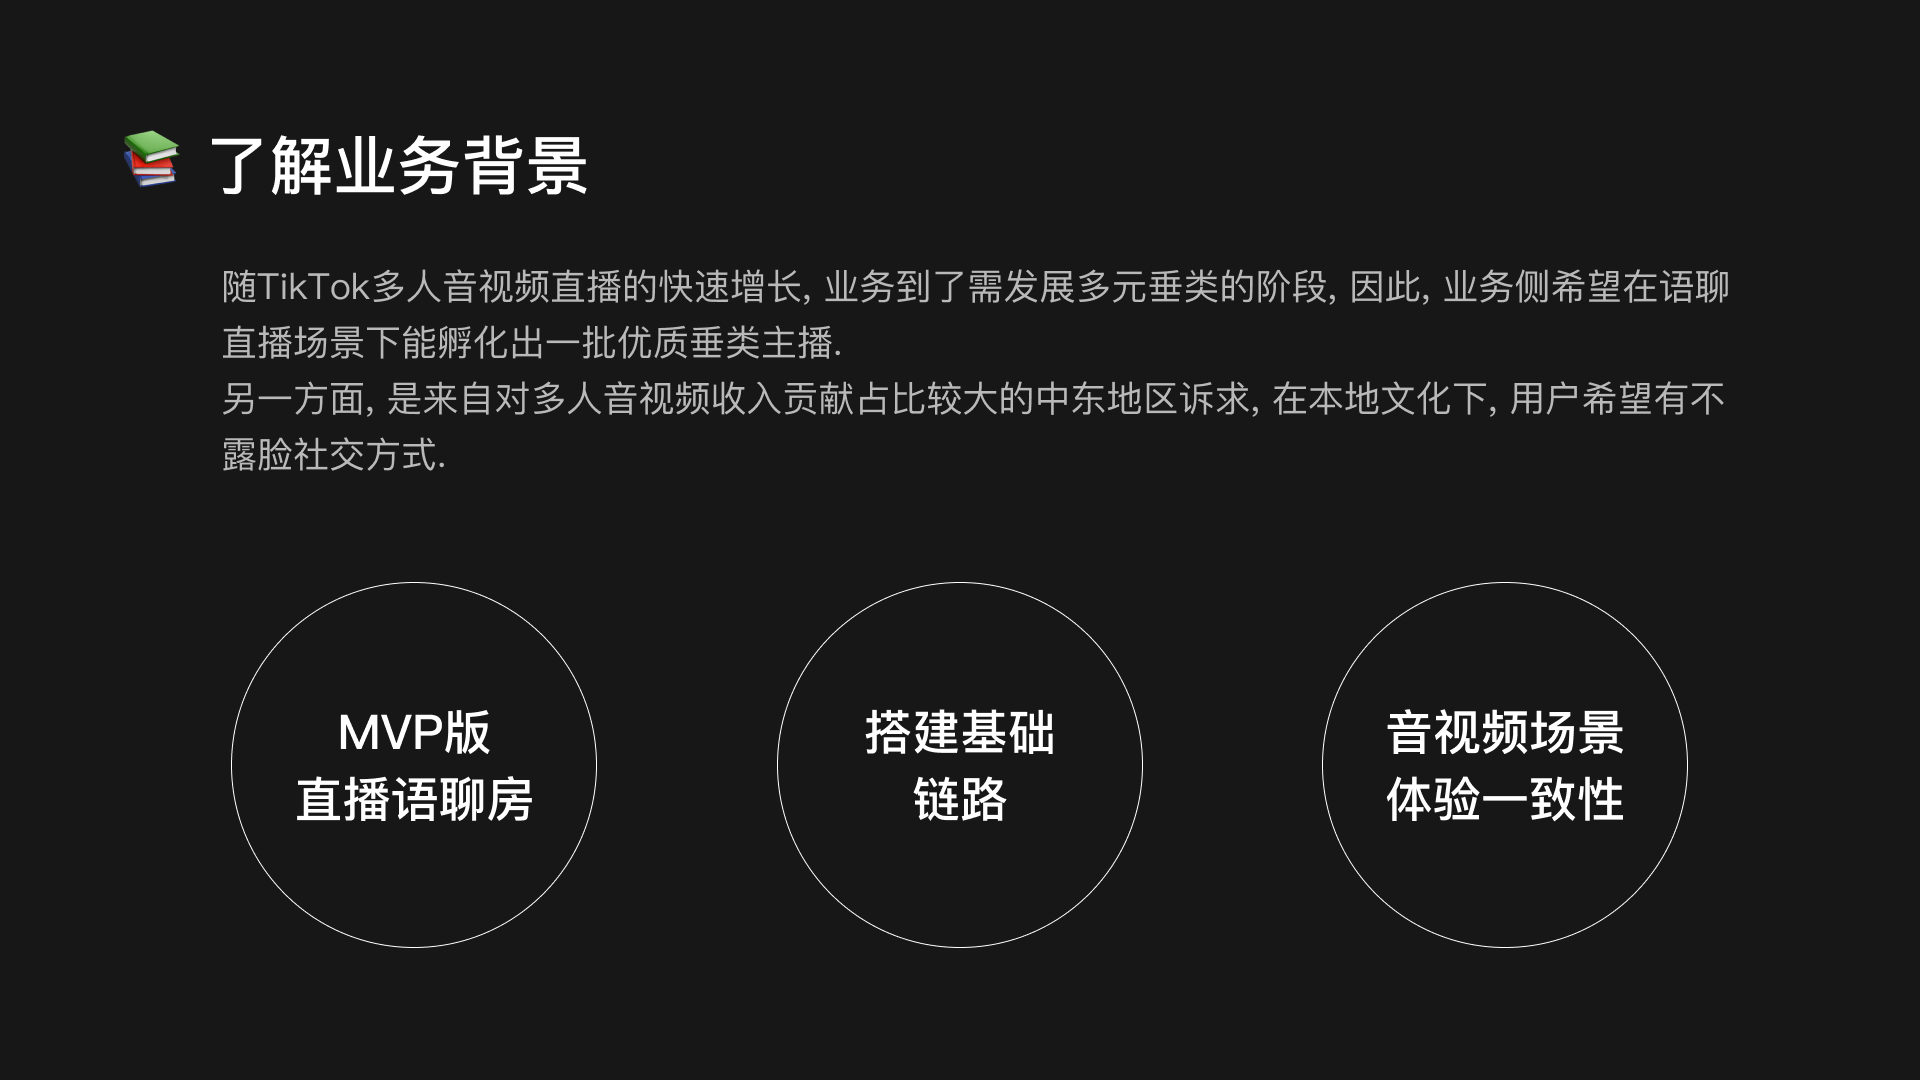 了解业务背景
随TikTok多人音视频直播的快速增长, 业务到了需发展多元垂类的阶段, 因此, 业务侧希望在语聊
直播场景下能孵化出一批优质垂类主播.
另一方面, 是来自对多人音视频收入贡献占比较大的中东地区诉求, 在本地文化下, 用户希望有不
露脸社交方式.
MVP版
直播语聊房
搭建基础
链路
音视频场景
体验一致性